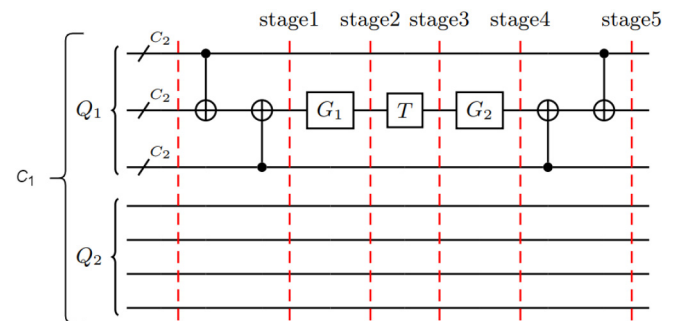 stage1 stage2 stage3 stage4 stage5
C₂
Q₁ C₂ G₁ T G₂
C₂
C₁
Q₂